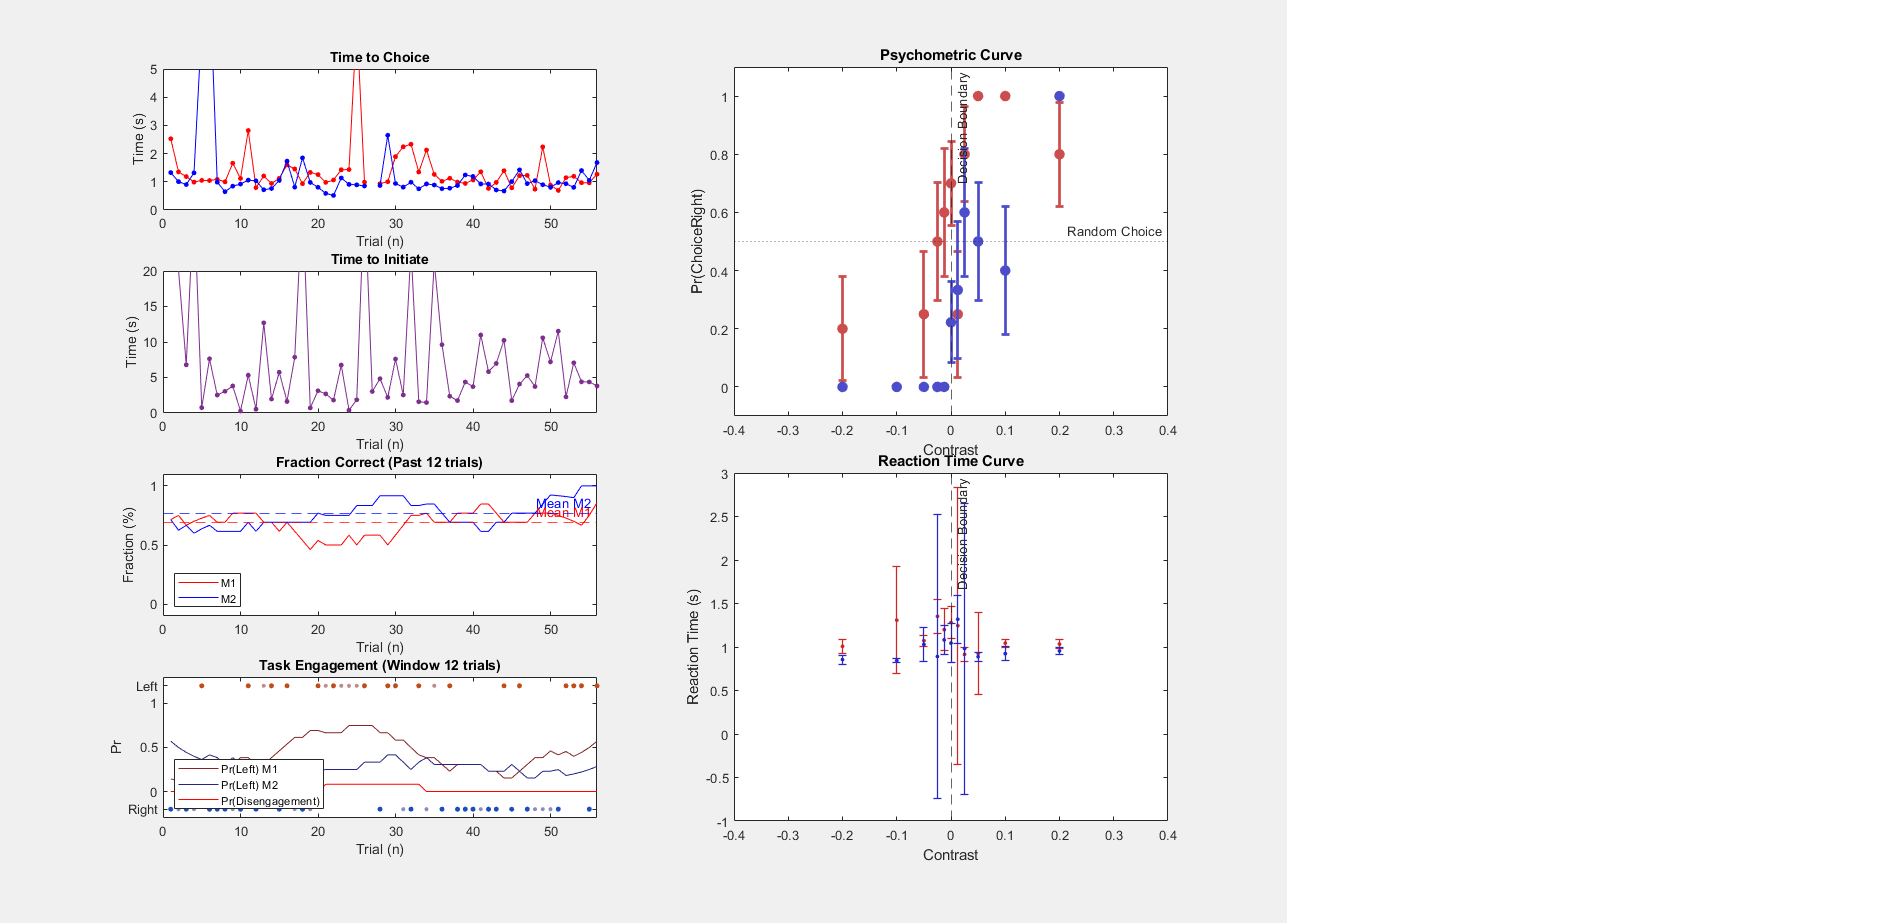 Time to Choice
5
4
3
2
1
0
Time (s)
0 10 20 30 40 50
Trial (n)
Time to Initiate
20
15
10
5
0
Time (s)
0 10 20 30 40 50
Trial (n)
Fraction Correct (Past 12 trials)
1
0.5
0
Fraction (%)
Mean M2
Mean M1
M1
M2
0 10 20 30 40 50
Trial (n)
Task Engagement (Window 12 trials)
Left
1
0.5
0
Right
Pr
Pr(Left) M1
Pr(Left) M2
Pr(Disengagement)
0 10 20 30 40 50
Trial (n)
Psychometric Curve
1
0.8
0.6
0.4
0.2
0
Pr(ChoiceRight)
Decision Boundary
Random Choice
-0.4 -0.3 -0.2 -0.1 0 0.1 0.2 0.3 0.4
Contrast
Reaction Time Curve
3
2.5
2
1.5
1
0.5
0
-0.5
-1
Reaction Time (s)
Decision Boundary
-0.4 -0.3 -0.2 -0.1 0 0.1 0.2 0.3 0.4
Contrast